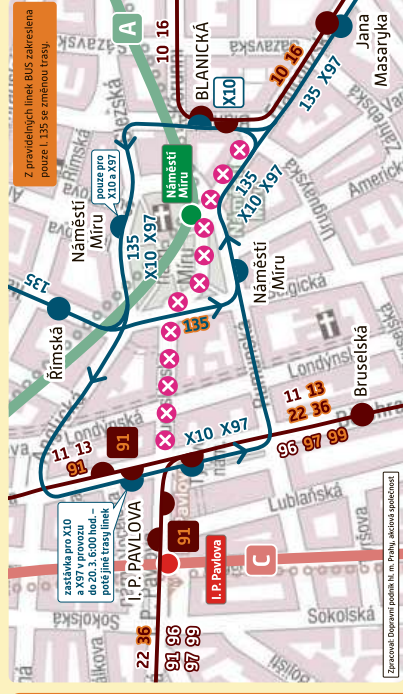 Z pravidelných linek BUS zakreslena
pouze l. 135 se změnou trasy.
A
10 16
BLANICKÁ
X10
10 16
135 X97
Jana
Masaryka
Sázavská
pouze pro
X10 a X97
Náměstí
Míru
Náměstí
Míru
135
X10 X97
135
X10 X97
135
Římská
135
Náměstí
Míru
Uruguayská
Americk
Londýnsk
11 13
91
91
X10 X97
11 13
22 36
96 97 99
Bruselská
zastávka pro X10
a X97 v provozu
do 20. 3. 6:00 hod. –
poté jiné trasy linek
I. P. PAVLOVA
91
I. P. Pavlova
C
22 36
91 96
97 99
Lublaňská
Sokolská
Zpracoval: Dopravní podnik hl. m. Prahy, akciová společnost